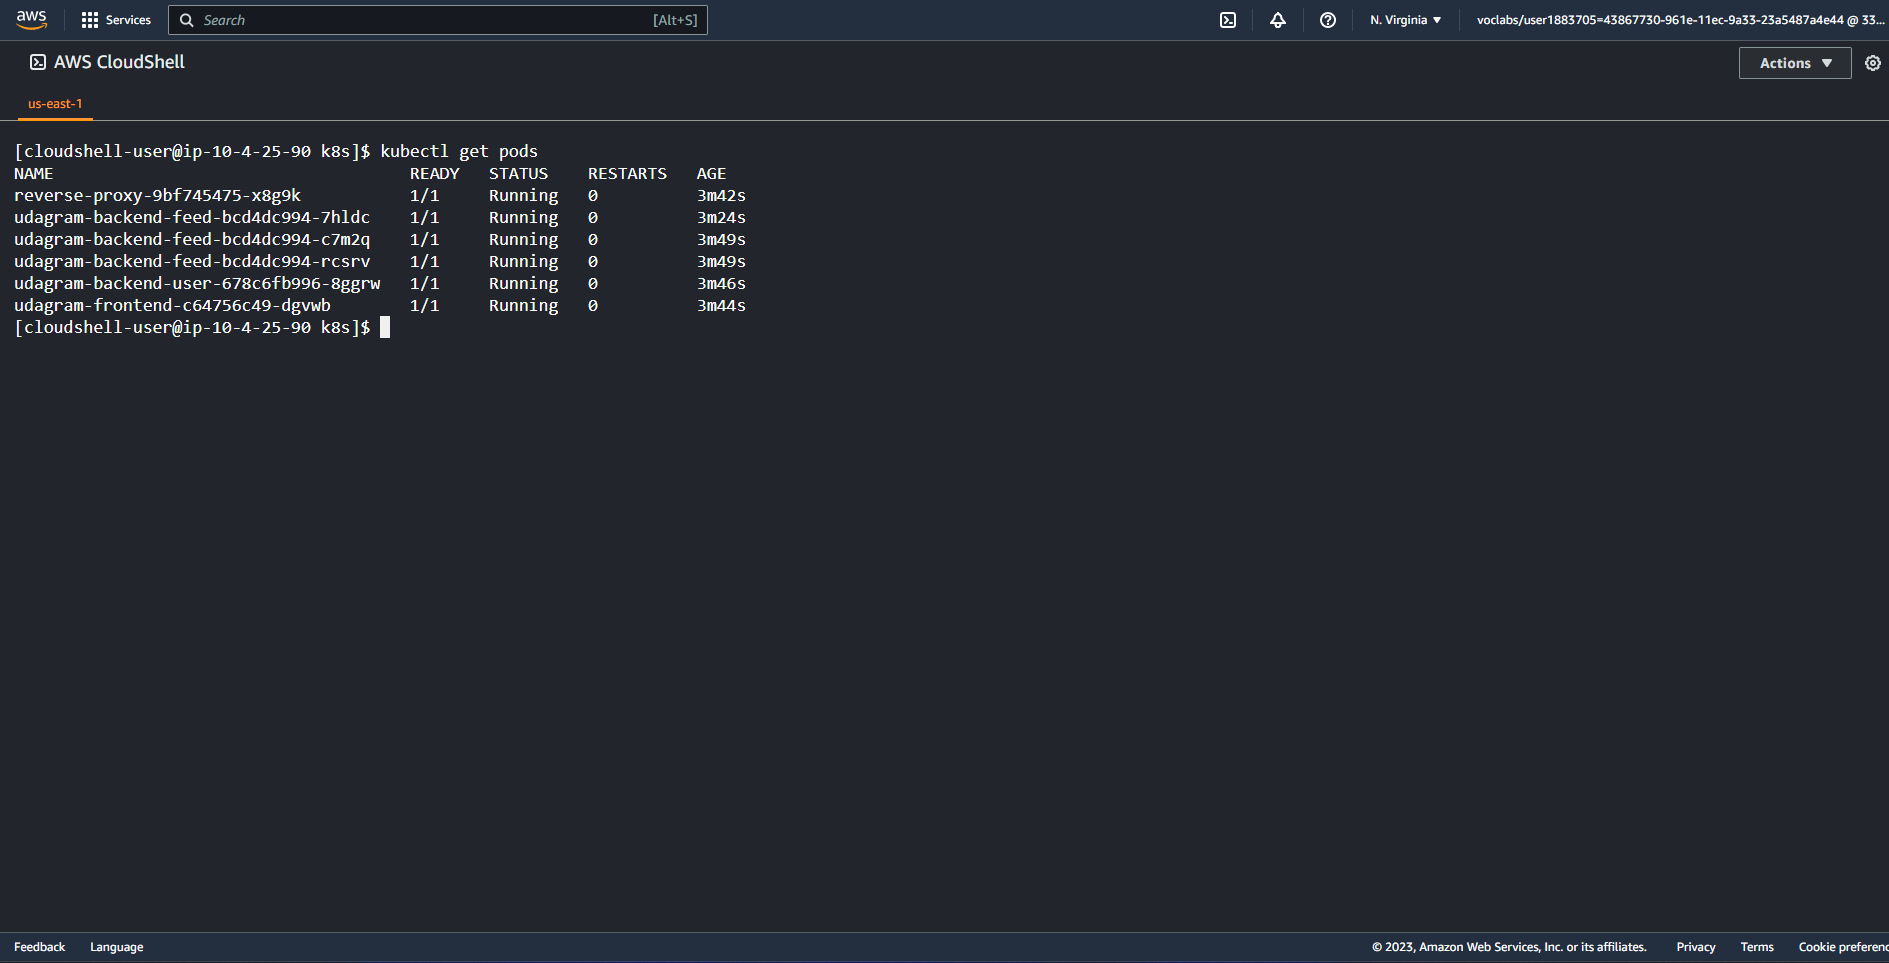 aws Services Search [Alt+S] N. Virginia ▼ voclabs/user1883705=43867730-961e-11ec-9a33-23a5487a4e44 @ 33...
AWS CloudShell Actions ▼
us-east-1
[cloudshell-user@ip-10-4-25-90 k8s]$ kubectl get pods
NAME READY STATUS RESTARTS AGE
reverse-proxy-9bf745475-x8g9k 1/1 Running 0 3m42s
udagram-backend-feed-bcd4dc994-7hldc 1/1 Running 0 3m24s
udagram-backend-feed-bcd4dc994-c7m2q 1/1 Running 0 3m49s
udagram-backend-feed-bcd4dc994-rcsrv 1/1 Running 0 3m49s
udagram-backend-user-678c6fb996-8ggrw 1/1 Running 0 3m46s
udagram-frontend-c64756c49-dgvwb 1/1 Running 0 3m44s
[cloudshell-user@ip-10-4-25-90 k8s]$
Feedback Language © 2023, Amazon Web Services, Inc. or its affiliates. Privacy Terms Cookie preferenc